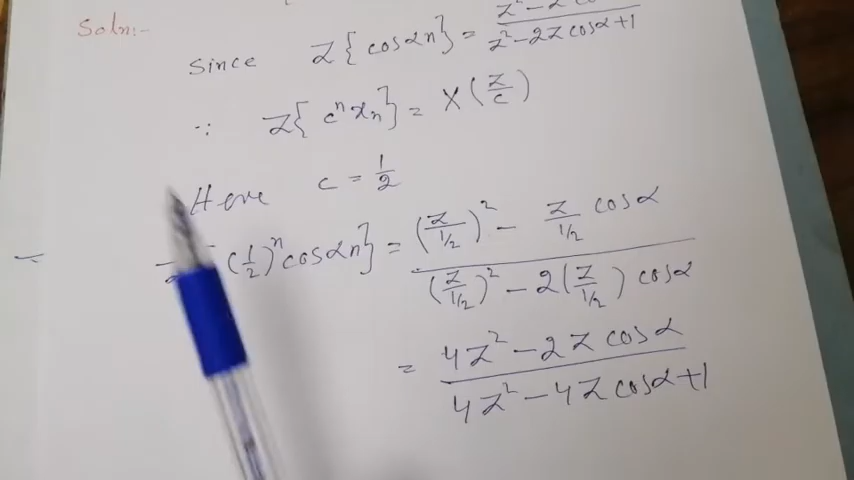 Soln:-
Since Z{cosαn} = z² - z cosα / z² - 2z cosα + 1
∵ Z{cⁿxₙ} = X(z/c)
Here c = 1/2
{(1/2)ⁿ cosαn} = (z/1/2)² - z/1/2 cosα / (z/1/2)² - 2(z/1/2) cosα
= 4z² - 2z cosα / 4z² - 4z cosα + 1